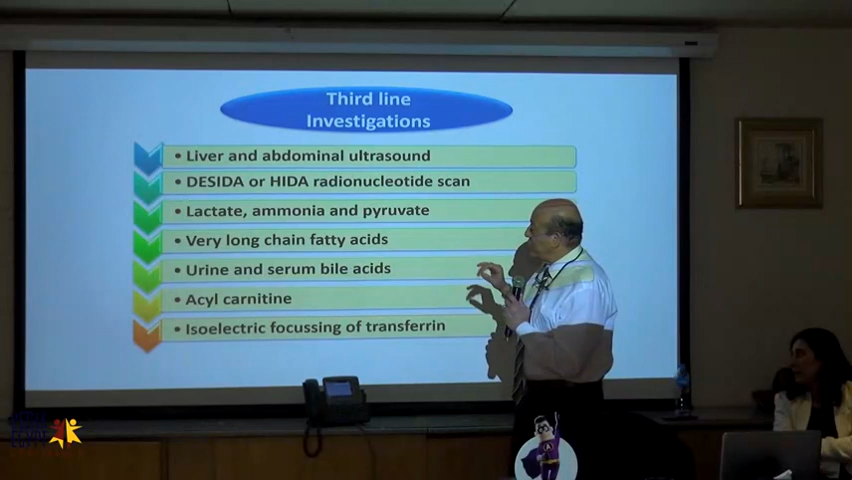 Third line
Investigations
• Liver and abdominal ultrasound
• DESIDA or HIDA radionucleotide scan
• Lactate, ammonia and pyruvate
• Very long chain fatty acids
• Urine and serum bile acids
• Acyl carnitine
• Isoelectric focussing of transferrin